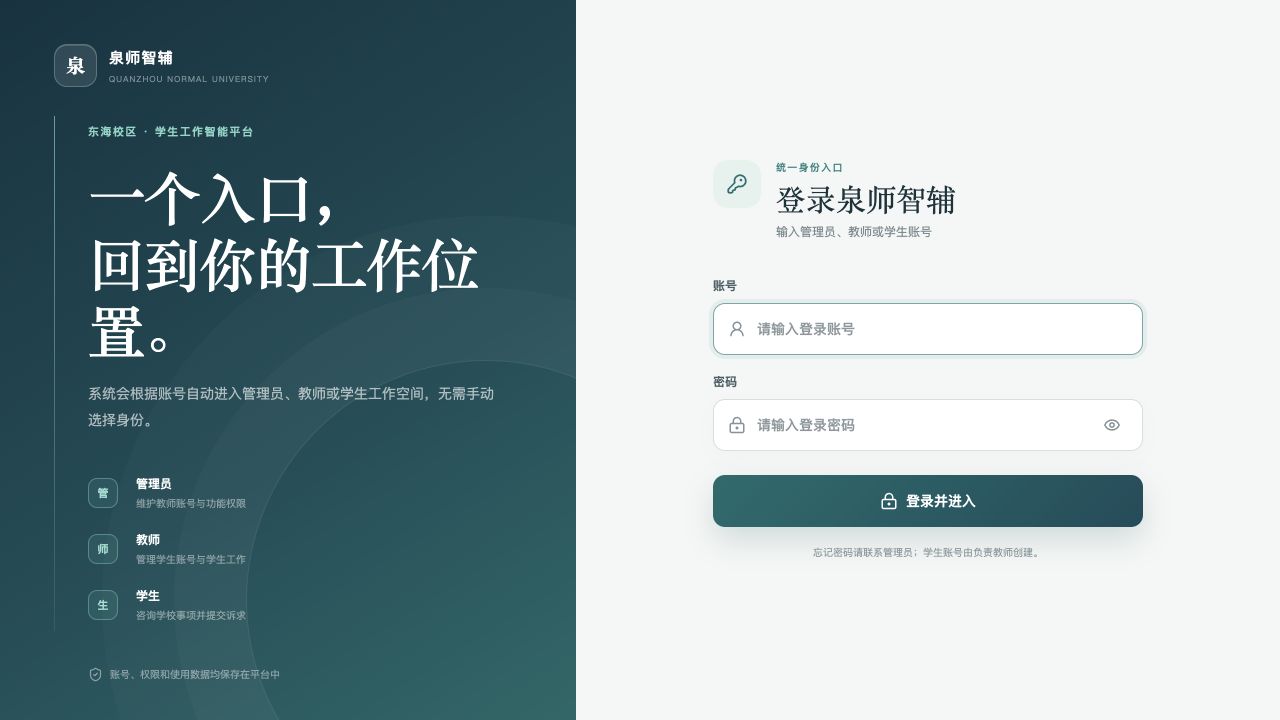 泉
泉师智辅
QUANZHOU NORMAL UNIVERSITY
东海校区 · 学生工作智能平台
一个入口，
回到你的工作位
置。
系统会根据账号自动进入管理员、教师或学生工作空间，无需手动
选择身份。
管
管理员
维护教师账号与功能权限
师
教师
管理学生账号与学生工作
生
学生
咨询学校事项并提交诉求
账号、权限和使用数据均保存在平台中
统一身份入口
登录泉师智辅
输入管理员、教师或学生账号
账号
请输入登录账号
密码
请输入登录密码
登录并进入
忘记密码请联系管理员；学生账号由负责教师创建。